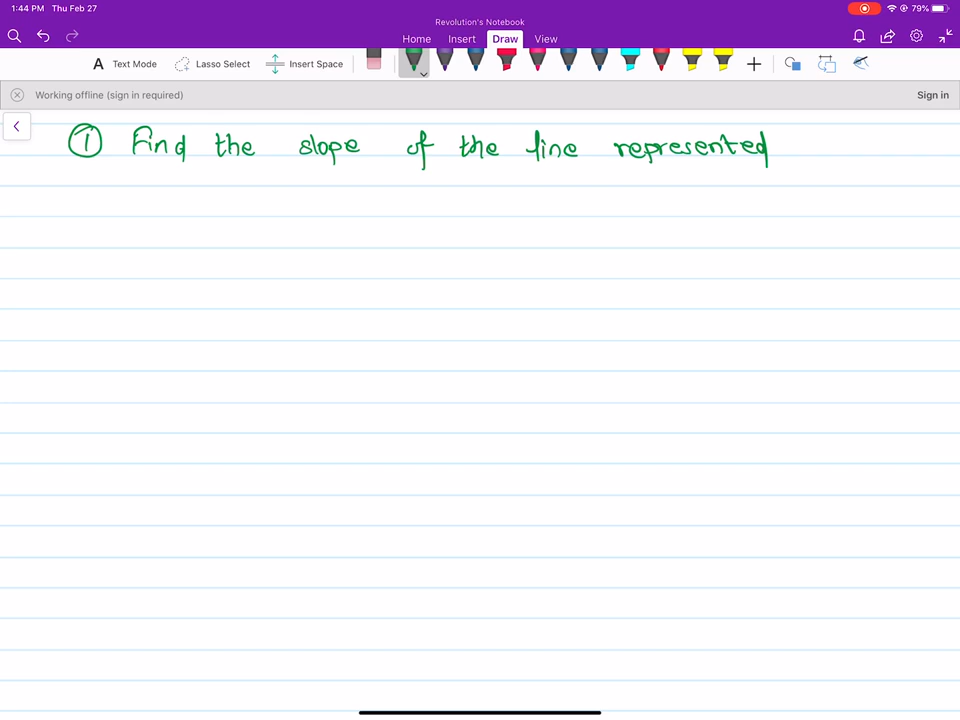 1:44 PM Thu Feb 27
79%
Revolution's Notebook
Home Insert Draw View
A Text Mode Lasso Select Insert Space
Working offline (sign in required) Sign in
① Find the slope of the line represented